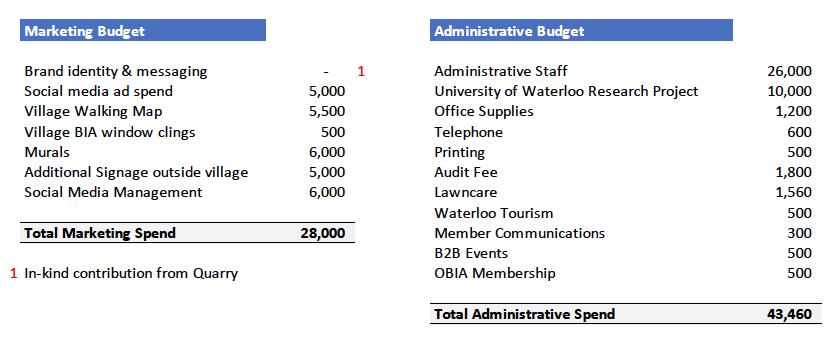 Marketing Budget
Brand identity & messaging - 1
Social media ad spend 5,000
Village Walking Map 5,500
Village BIA window clings 500
Murals 6,000
Additional Signage outside village 5,000
Social Media Management 6,000
Total Marketing Spend 28,000
1 In-kind contribution from Quarry
Administrative Budget
Administrative Staff 26,000
University of Waterloo Research Project 10,000
Office Supplies 1,200
Telephone 600
Printing 500
Audit Fee 1,800
Lawncare 1,560
Waterloo Tourism 500
Member Communications 300
B2B Events 500
OBIA Membership 500
Total Administrative Spend 43,460